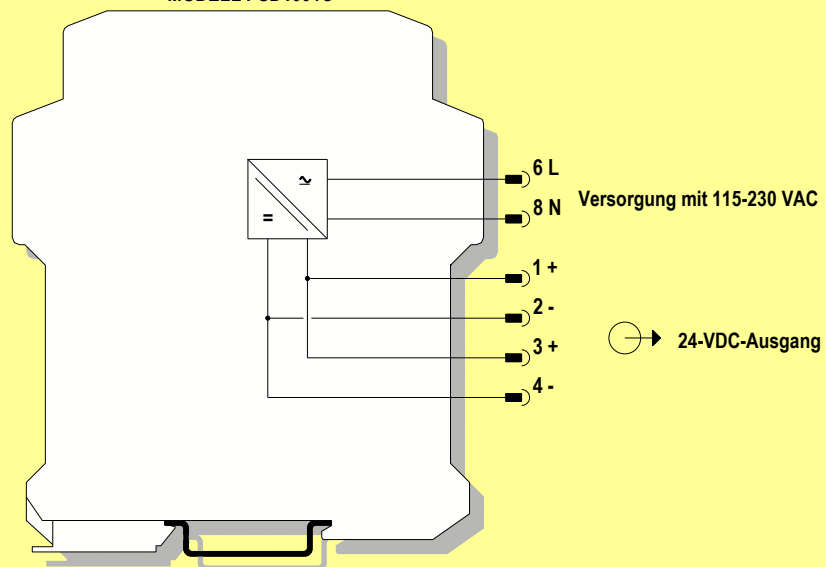 6 L
8 N
Versorgung mit 115-230 VAC
~
=
1 +
2 -
3 +
4 -
24-VDC-Ausgang